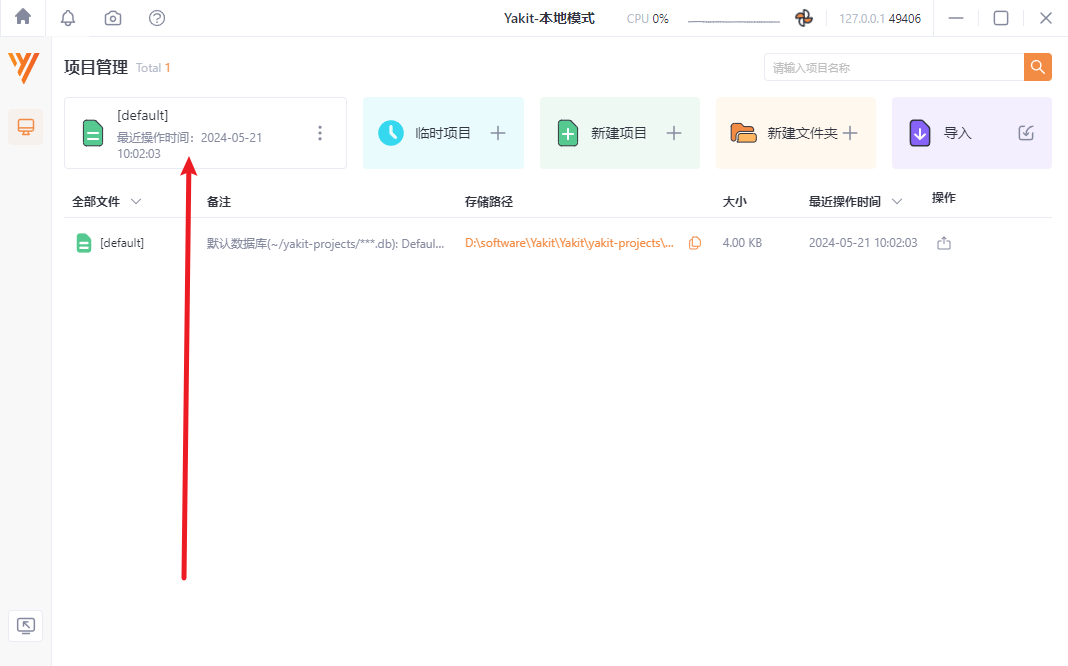 Yakit-本地模式 CPU 0% 127.0.0.1 49406
项目管理 Total 1 请输入项目名称
[default]
最近操作时间：2024-05-21
10:02:03
临时项目
新建项目
新建文件夹
导入
全部文件 备注 存储路径 大小 最近操作时间 操作
[default] 默认数据库(~/yakit-projects/***.db): Defaul... D:\software\Yakit\Yakit\yakit-projects\... 4.00 KB 2024-05-21 10:02:03